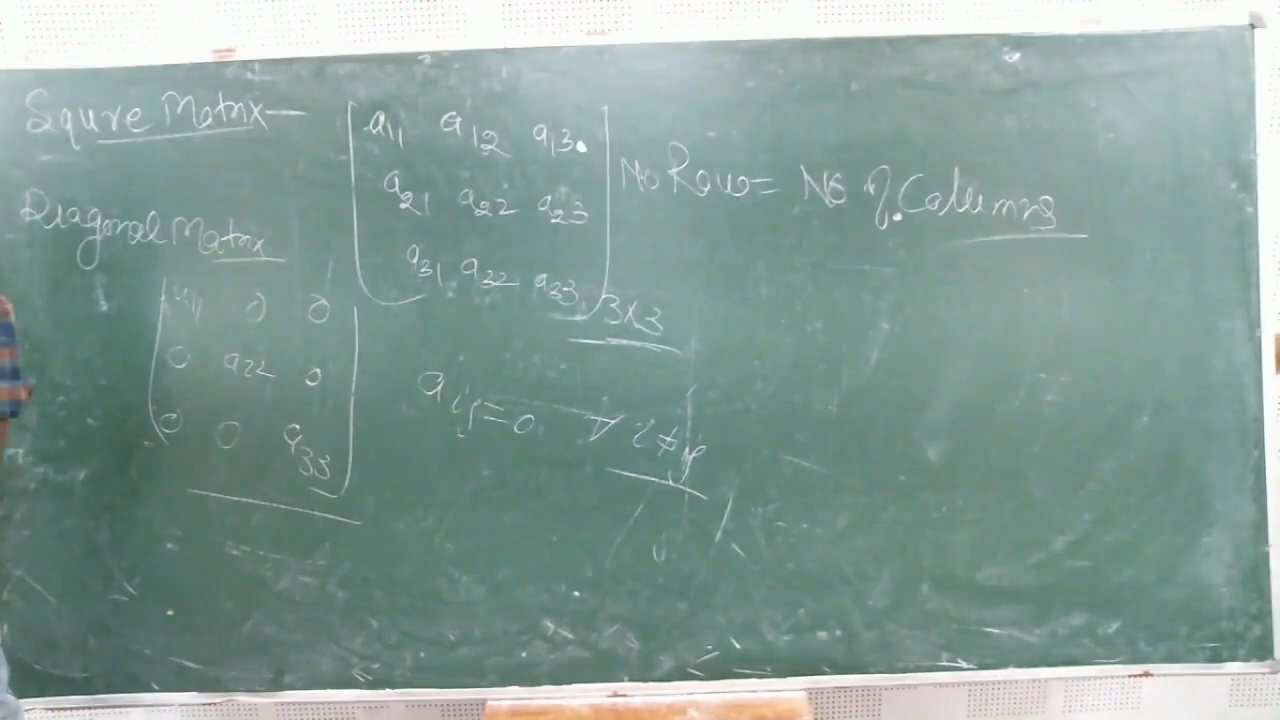 Squre Matrix—
a11 a12 a13
a21 a22 a23
a31 a32 a33
3x3
No Row = No of Collumns
Diagonal Matrix
a11 0 0
0 a22 0
0 0 a33
aij = 0 ∀ i ≠ j